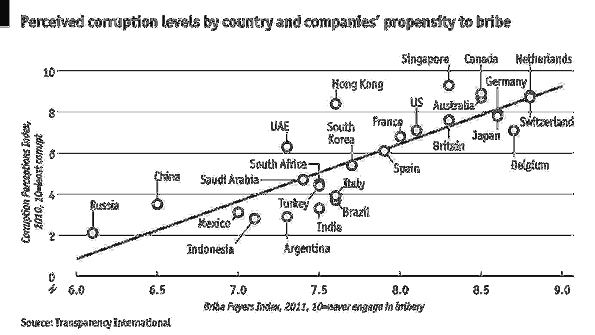 Perceived corruption levels by country and companies' propensity to bribe
Corruption Perceptions Index,
2010, 10=least corrupt
10
8
6
4
2
0
Singapore
Canada
Netherlands
Hong Kong
Germany
US
Australia
UAE
South
Korea
France
Britain
Japan
Switzerland
Belgium
Spain
South Africa
Saudi Arabia
China
Italy
Turkey
Brazil
Russia
Mexico
India
Indonesia
Argentina
6.0
6.5
7.0
7.5
8.0
8.5
9.0
Bribe Payers Index, 2011, 10=never engage in bribery
Source: Transparency International